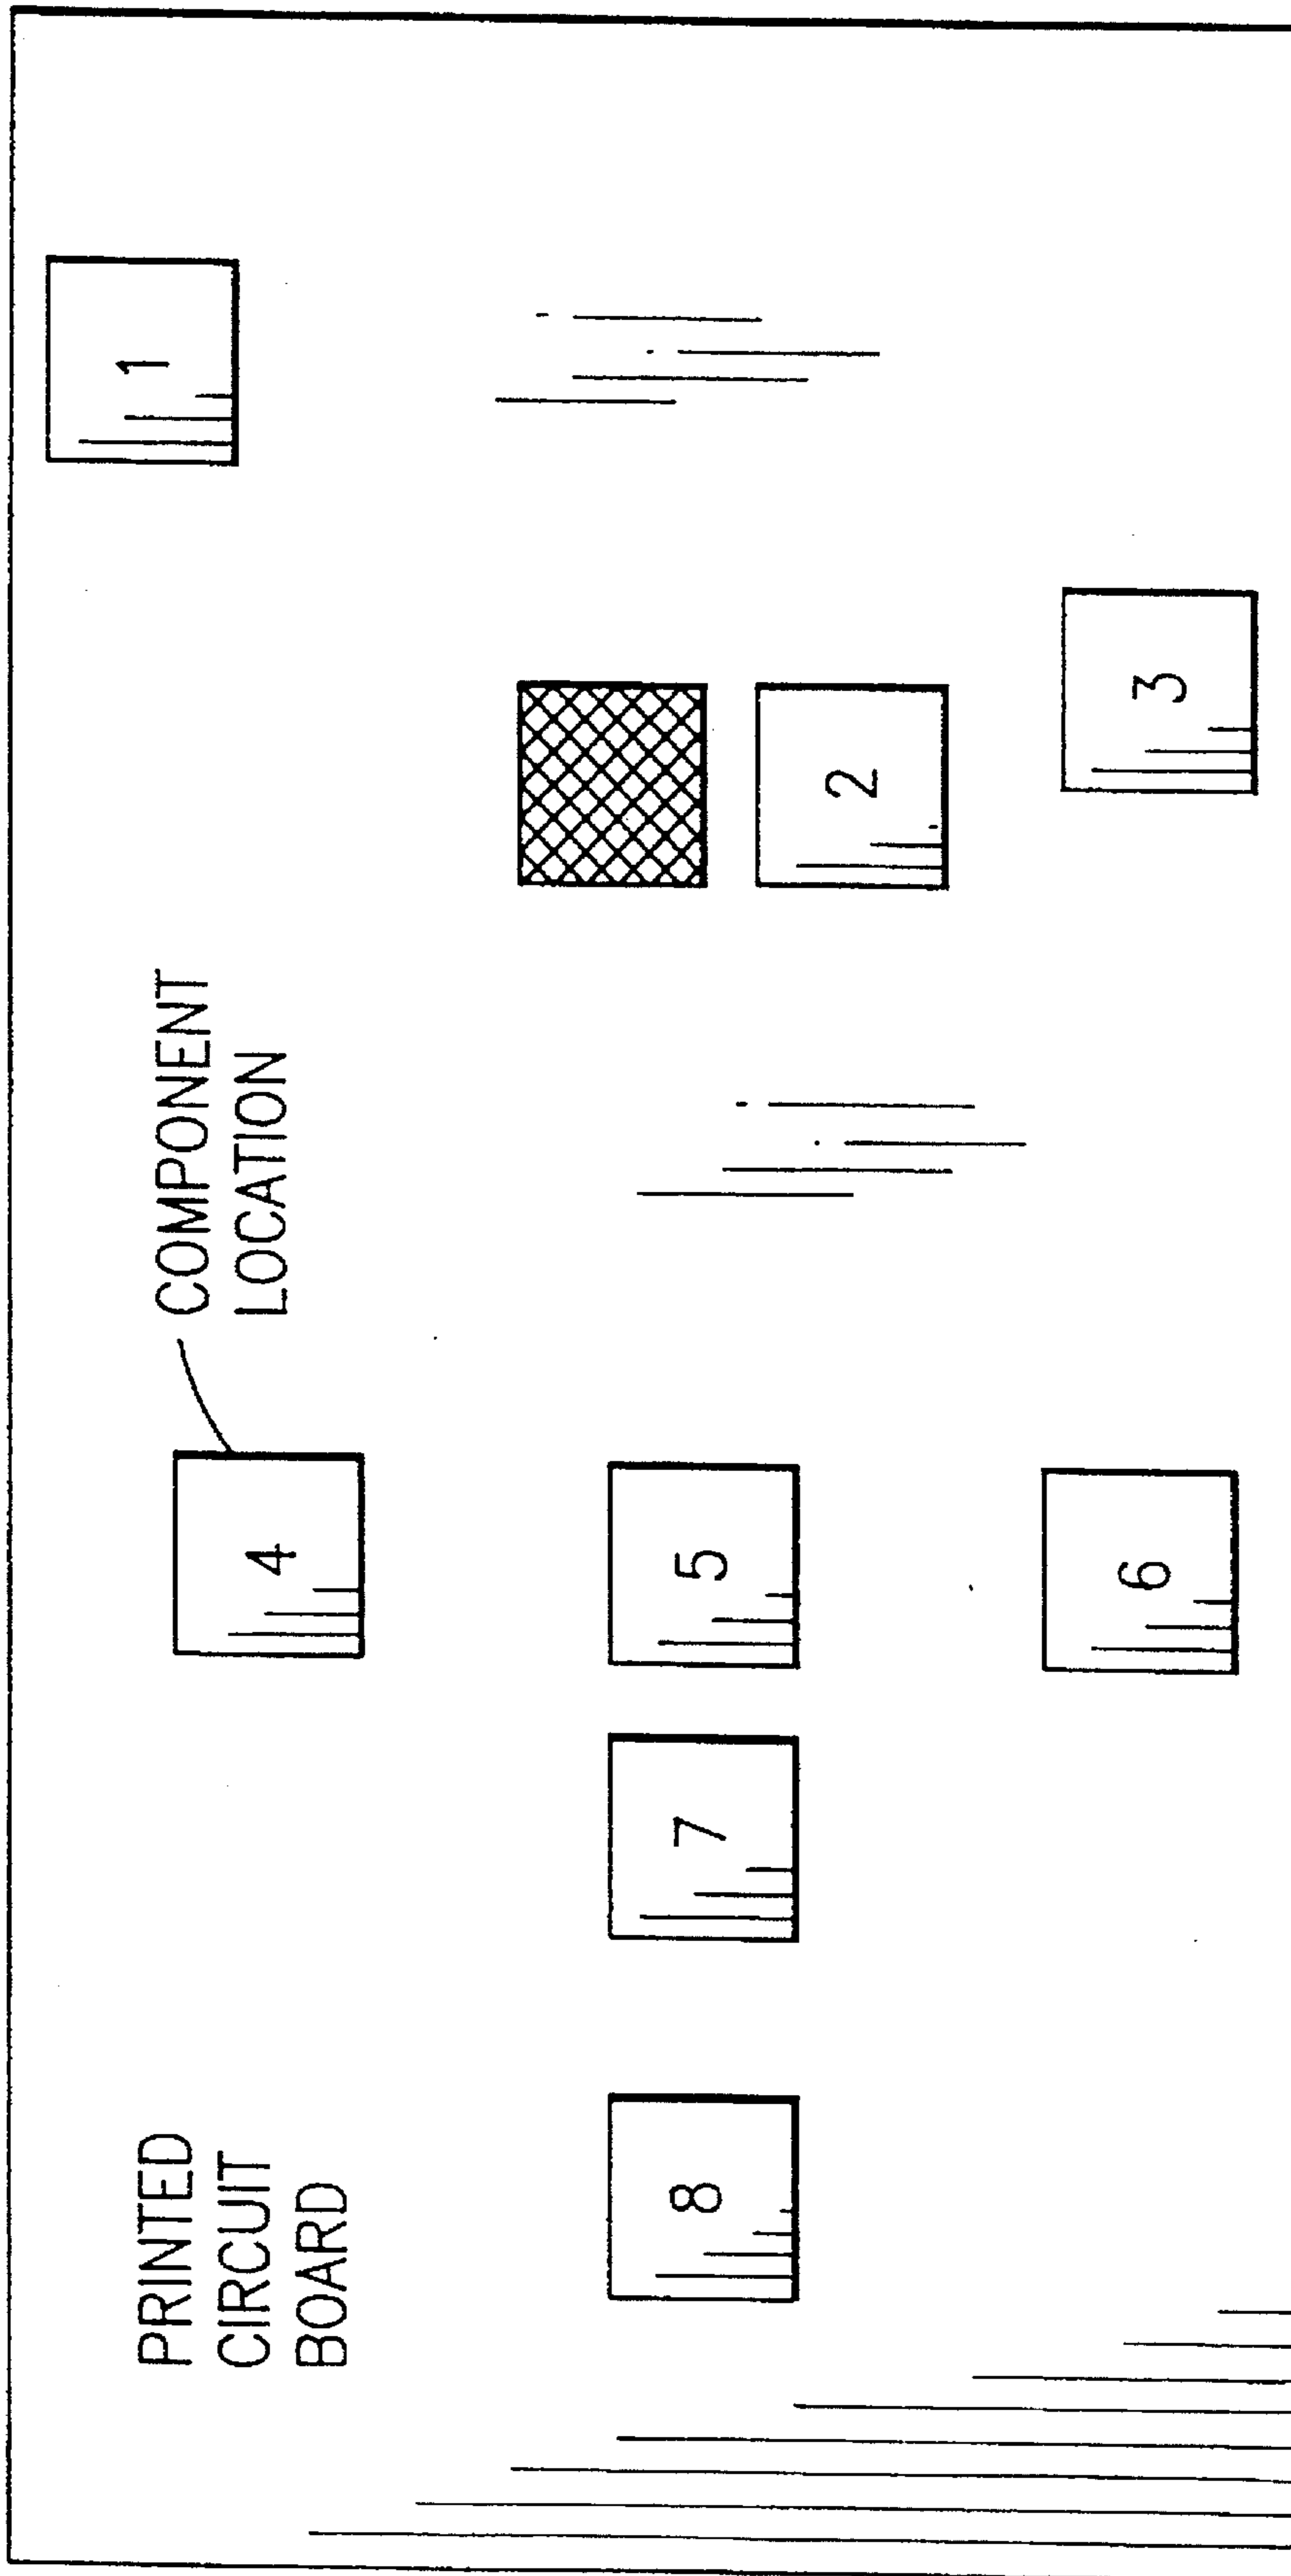 PRINTED
CIRCUIT
BOARD
COMPONENT
LOCATION
1
4
8
7
5
2
6
3